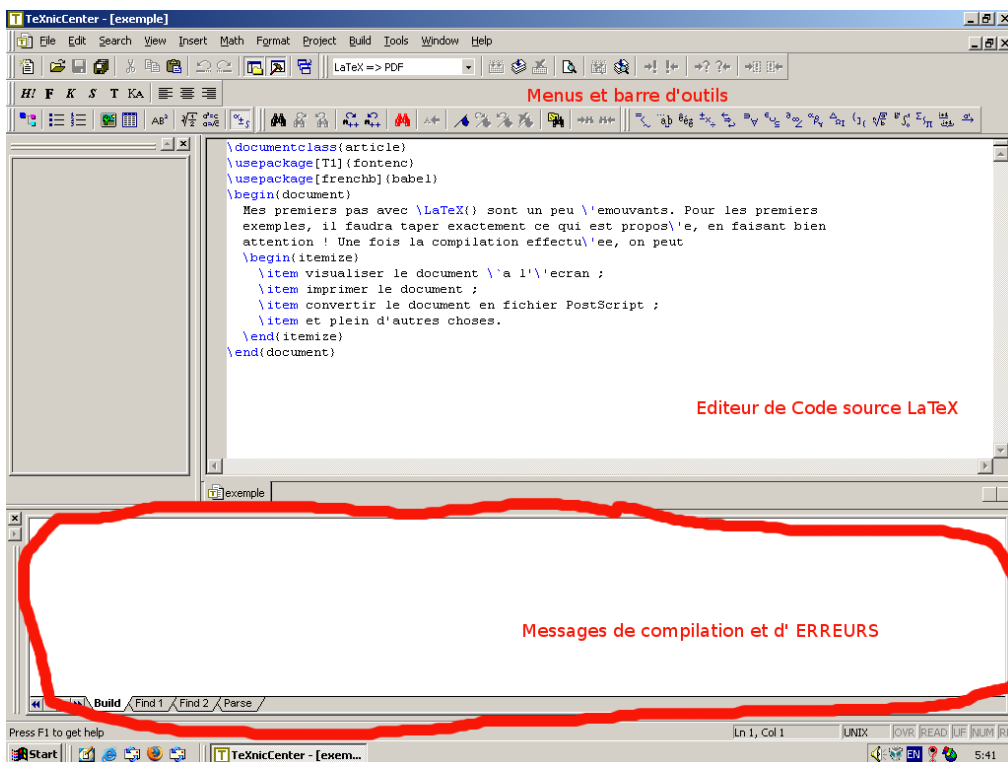 TeXnicCenter - [exemple]
File Edit Search View Insert Math Format Project Build Tools Window Help
LaTeX => PDF
H! F K S T KA
Menus et barre d'outils
\documentclass{article}
\usepackage[T1]{fontenc}
\usepackage[frenchb]{babel}
\begin{document}
Mes premiers pas avec \LaTeX{} sont un peu \'emouvants. Pour les premiers
exemples, il faudra taper exactement ce qui est propos\'e, en faisant bien
attention ! Une fois la compilation effectu\'ee, on peut
\begin{itemize}
\item visualiser le document \`a l'\'ecran ;
\item imprimer le document ;
\item convertir le document en fichier PostScript ;
\item et plein d'autres choses.
\end{itemize}
\end{document}
Editeur de Code source LaTeX
exemple
Messages de compilation et d' ERREURS
Build Find 1 Find 2 Parse
Press F1 to get help Ln 1, Col 1 UNIX OVR READ UF NUM
Start TeXnicCenter - [exem... EN 5:41